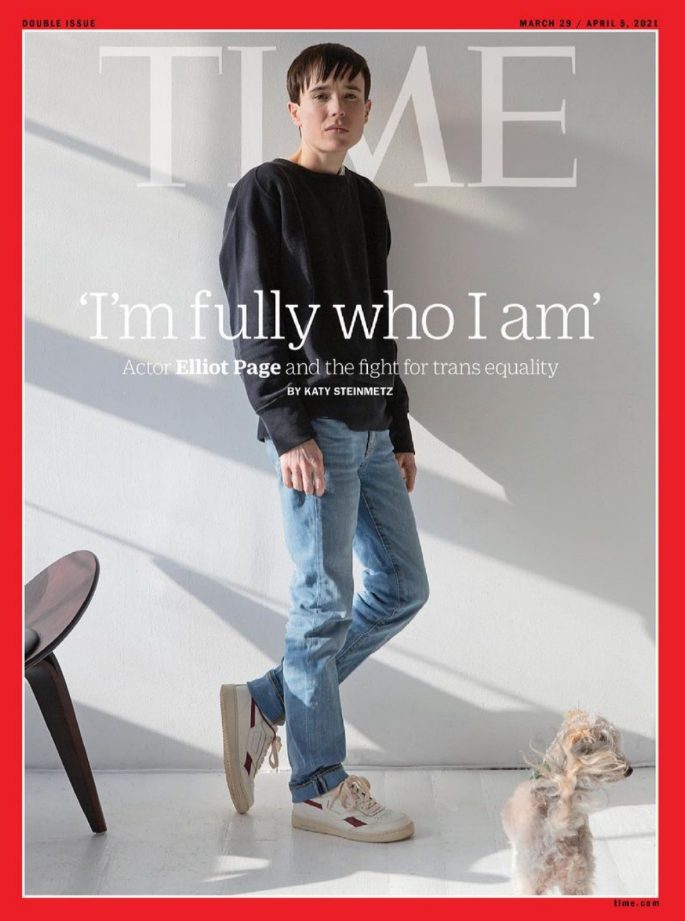 DOUBLE ISSUE
MARCH 29 / APRIL 5, 2021
TIME
‘I’m fully who I am’
Actor Elliot Page and the fight for trans equality
BY KATY STEINMETZ
time.com